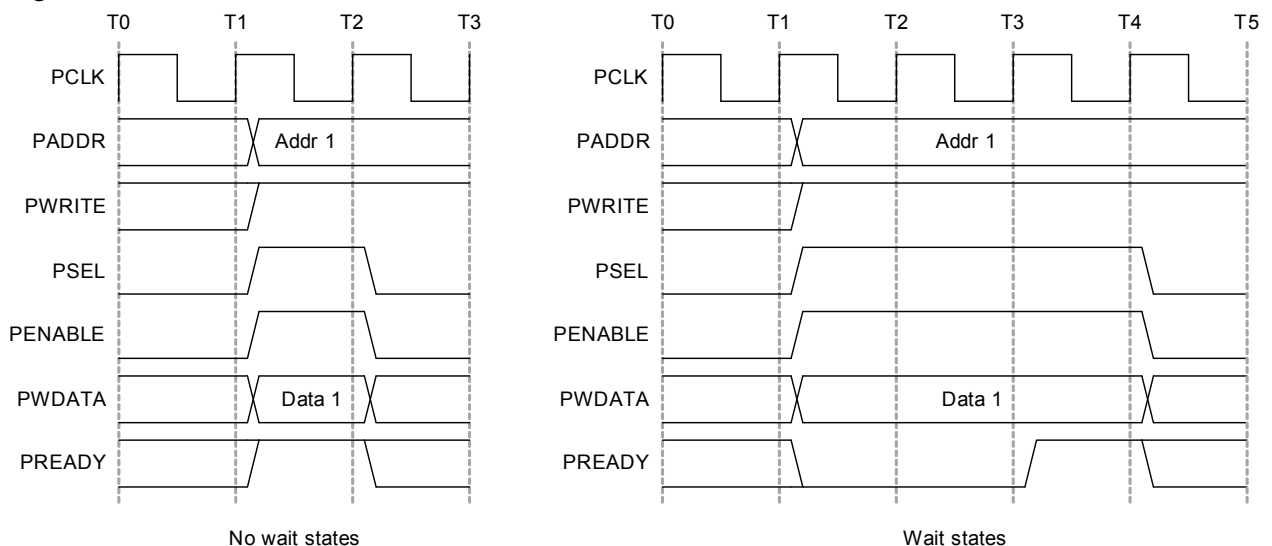 T0 T1 T2 T3
PCLK
PADDR Addr 1
PWRITE
PSEL
PENABLE
PWDATA Data 1
PREADY
No wait states
T0 T1 T2 T3 T4 T5
PCLK
PADDR Addr 1
PWRITE
PSEL
PENABLE
PWDATA Data 1
PREADY
Wait states